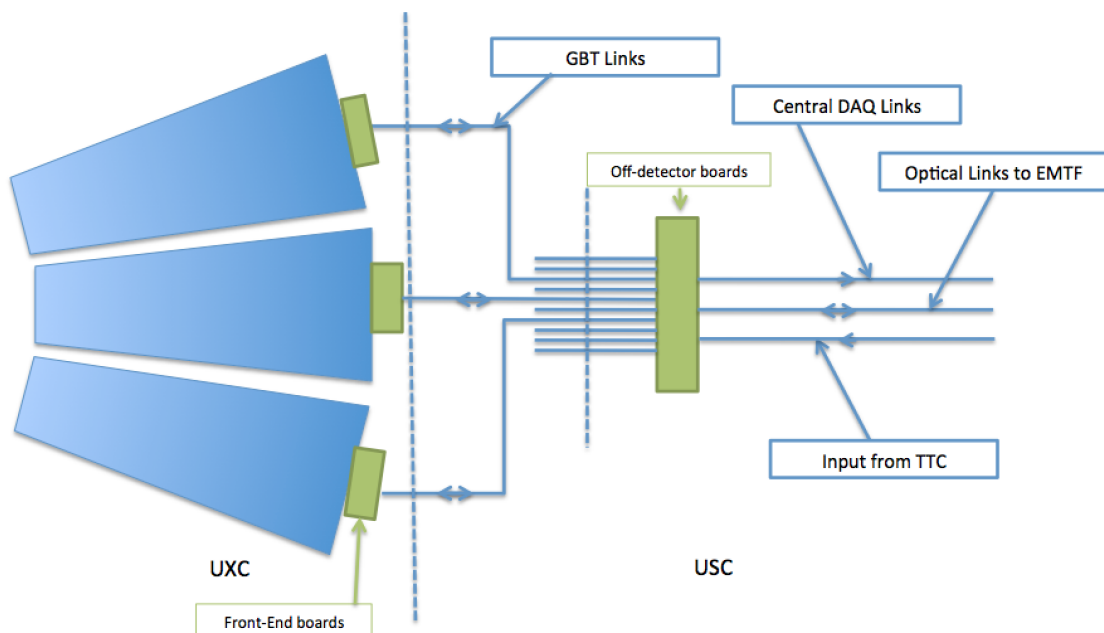 GBT Links
Central DAQ Links
Off-detector boards
Optical Links to EMTF
Input from TTC
UXC
USC
Front-End boards